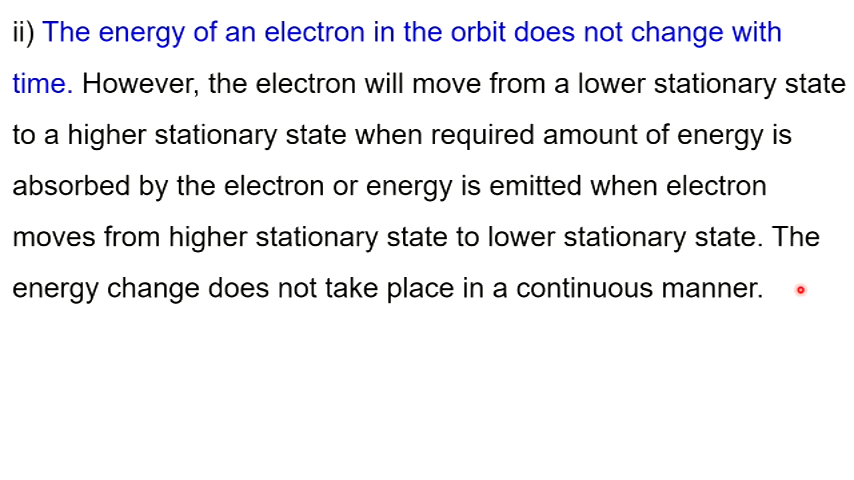 ii) The energy of an electron in the orbit does not change with
time. However, the electron will move from a lower stationary state
to a higher stationary state when required amount of energy is
absorbed by the electron or energy is emitted when electron
moves from higher stationary state to lower stationary state. The
energy change does not take place in a continuous manner.